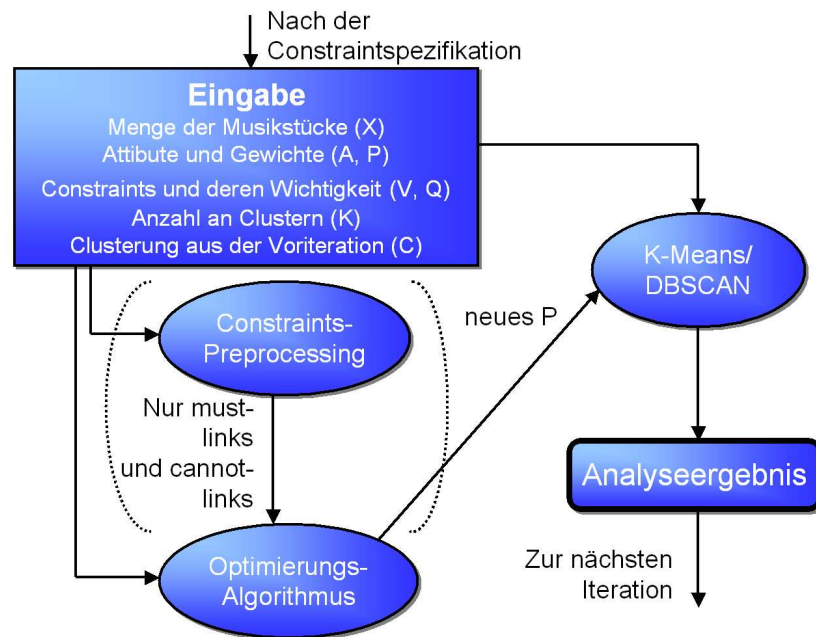 Nach der
Constraintspezifikation
Eingabe
Menge der Musikstücke (X)
Attibute und Gewichte (A, P)
Constraints und deren Wichtigkeit (V, Q)
Anzahl an Clustern (K)
Clusterung aus der Voriteration (C)
K-Means/
DBSCAN
Constraints-
Preprocessing
neues P
Nur must-
links
und cannot-
links
Analyseergebnis
Optimierungs-
Algorithmus
Zur nächsten
Iteration